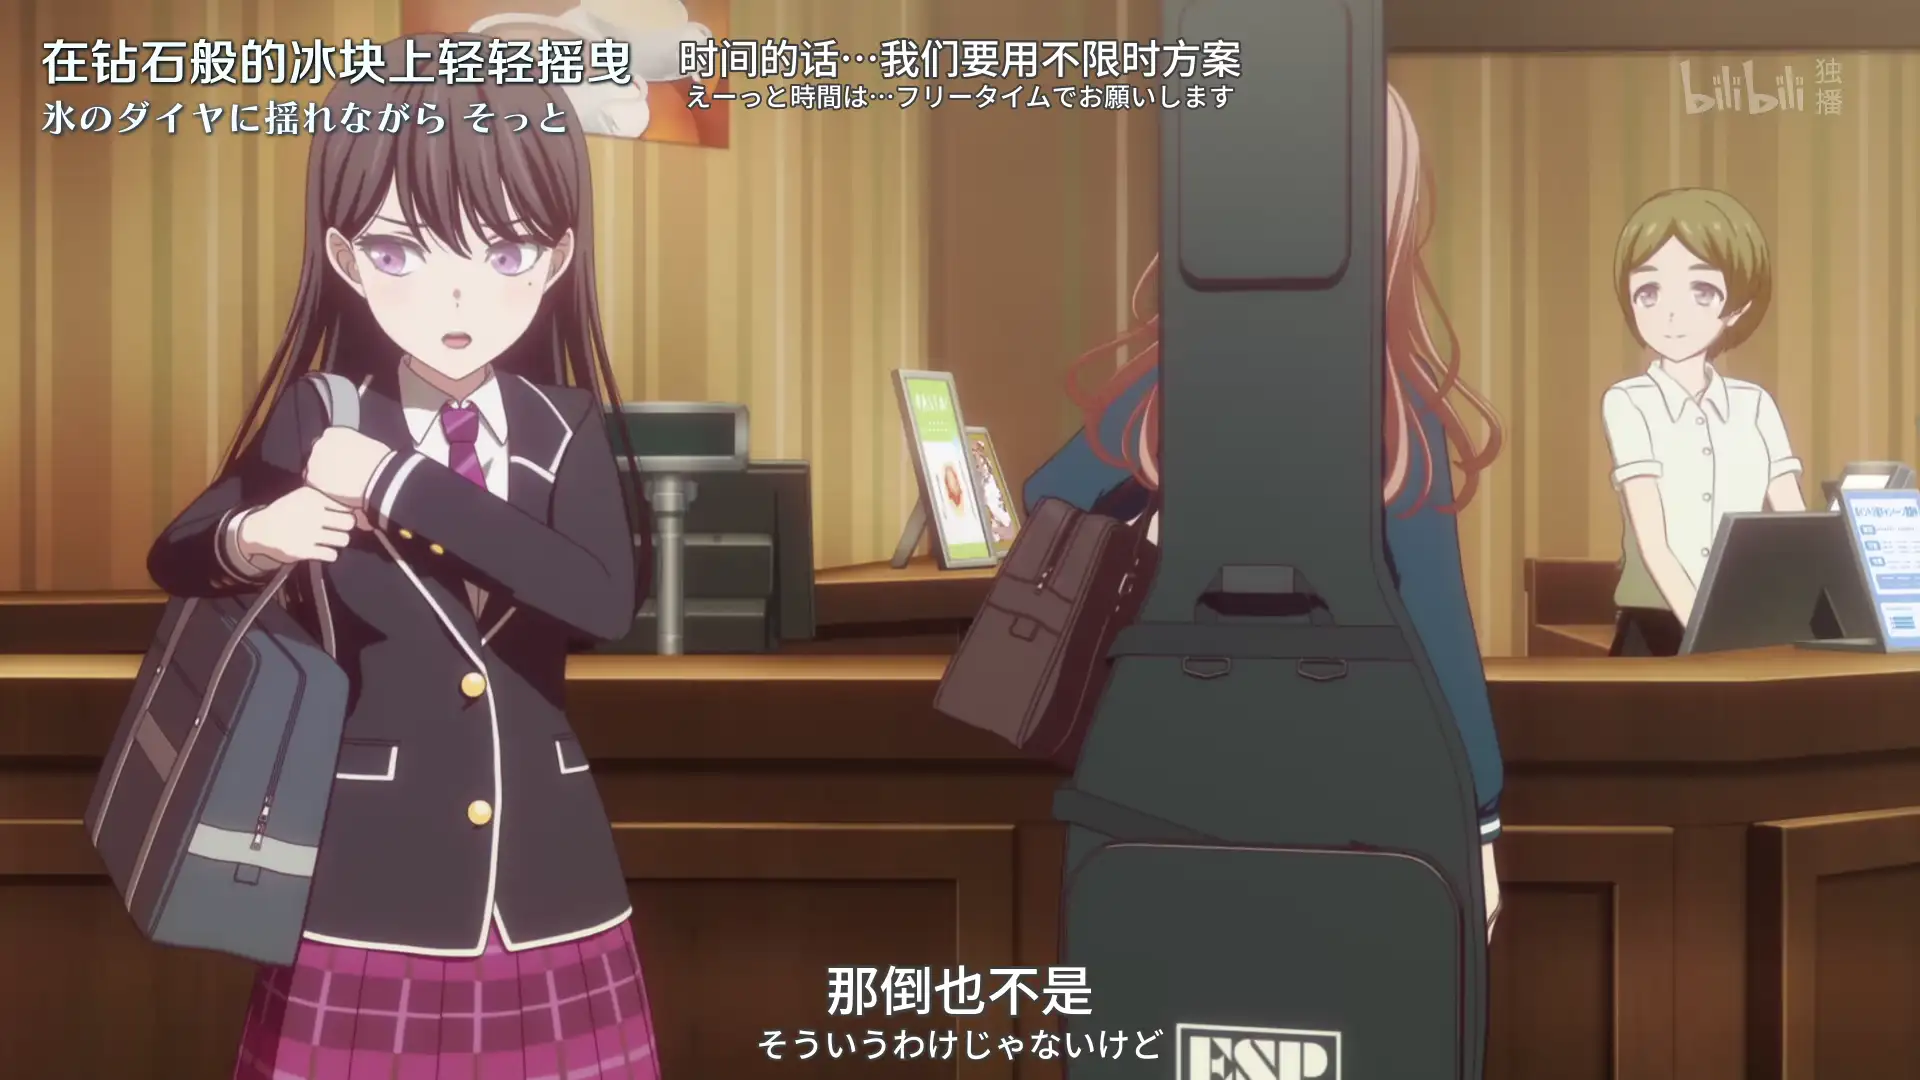 在钻石般的冰块上轻轻摇曳
氷のダイヤに揺れながら そっと
时间的话…我们要用不限时方案
えーっと時間は…フリータイムでお願いします
bilibili 独播
那倒也不是
そういうわけじゃないけど
ESP